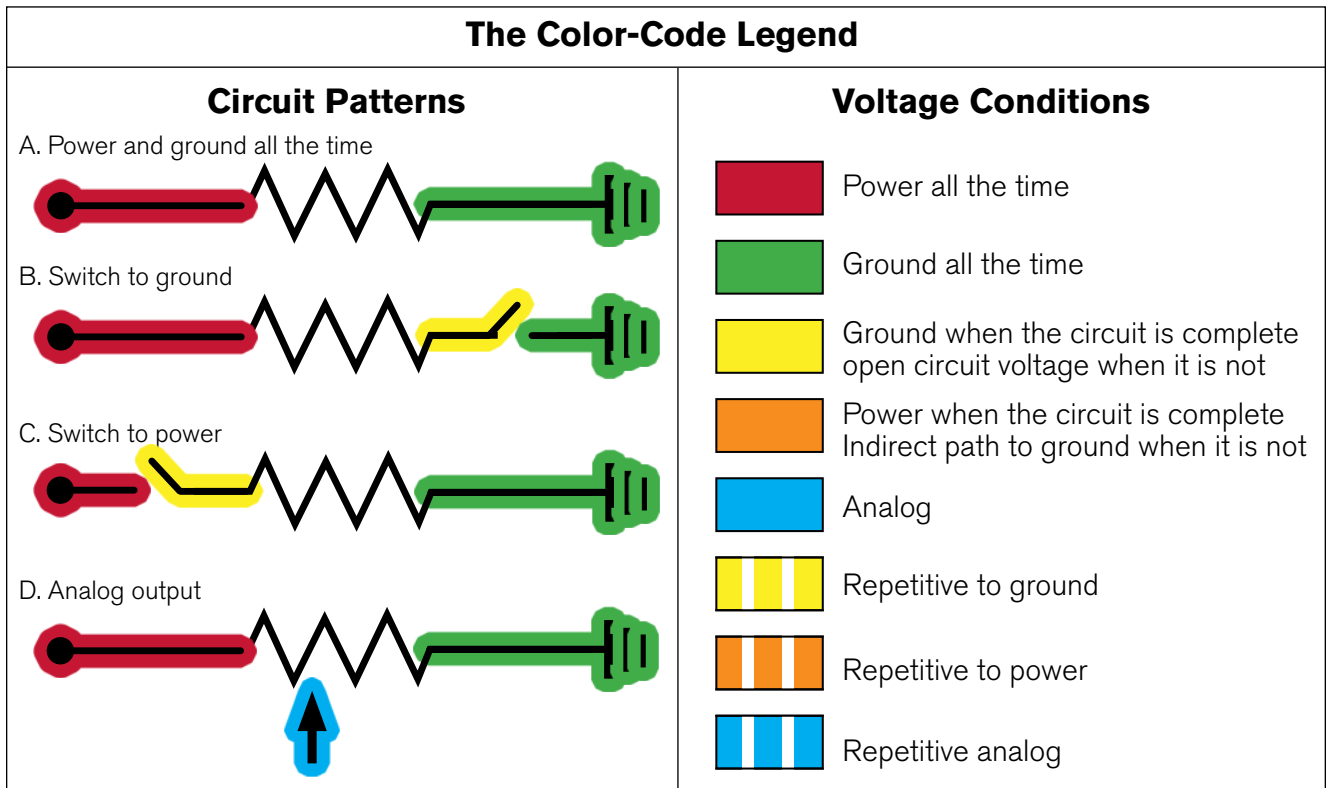 The Color-Code Legend
Circuit Patterns
A. Power and ground all the time
B. Switch to ground
C. Switch to power
D. Analog output
Voltage Conditions
Power all the time
Ground all the time
Ground when the circuit is complete
open circuit voltage when it is not
Power when the circuit is complete
Indirect path to ground when it is not
Analog
Repetitive to ground
Repetitive to power
Repetitive analog